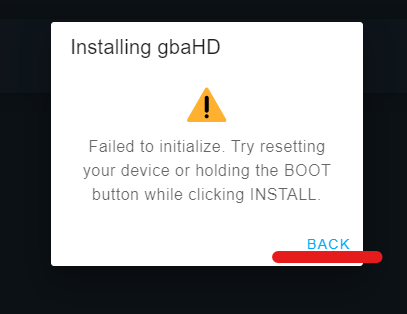 Installing gbaHD
Failed to initialize. Try resetting
your device or holding the BOOT
button while clicking INSTALL.
BACK